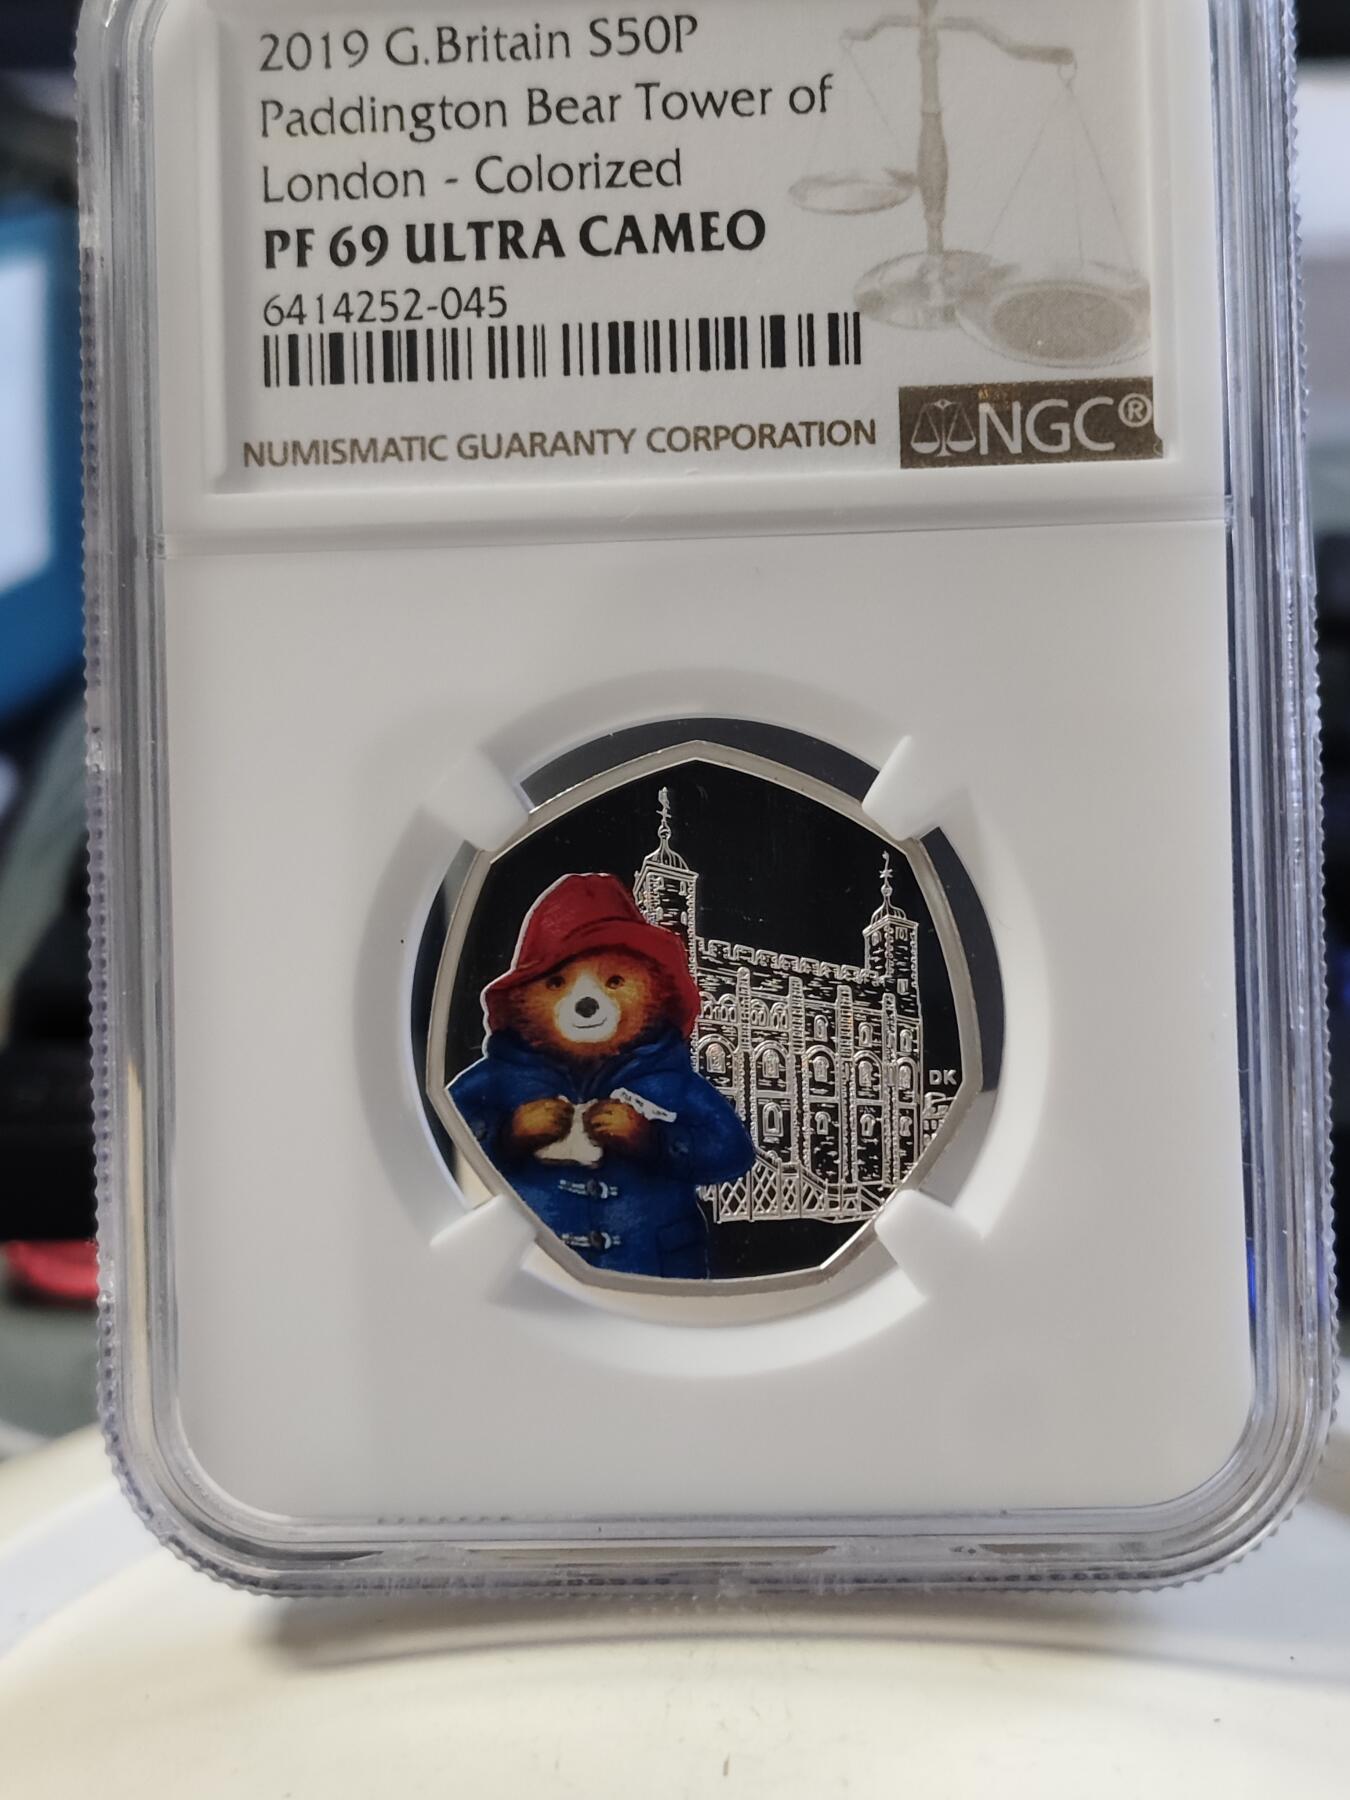 2019 G.Britain S50P
Paddington Bear Tower of
London - Colorized
PF 69 ULTRA CAMEO
6414252-045
NUMISMATIC GUARANTY CORPORATION
NGC®
DK